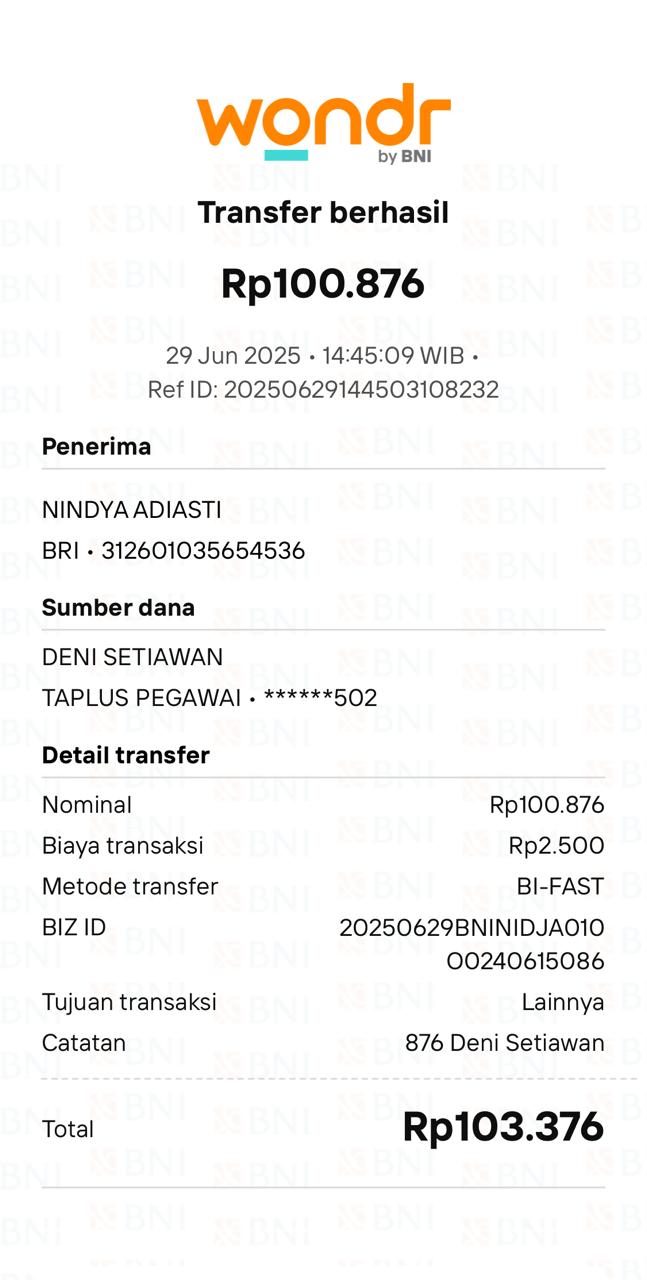 wondr
by BNI
Transfer berhasil
Rp100.876
29 Jun 2025 • 14:45:09 WIB •
Ref ID: 20250629144503108232
Penerima
NINDYA ADIASTI
BRI • 312601035654536
Sumber dana
DENI SETIAWAN
TAPLUS PEGAWAI • ******502
Detail transfer
Nominal Rp100.876
Biaya transaksi Rp2.500
Metode transfer BI-FAST
BIZ ID 20250629BNINIDJA010
O0240615086
Tujuan transaksi Lainnya
Catatan 876 Deni Setiawan
Total Rp103.376